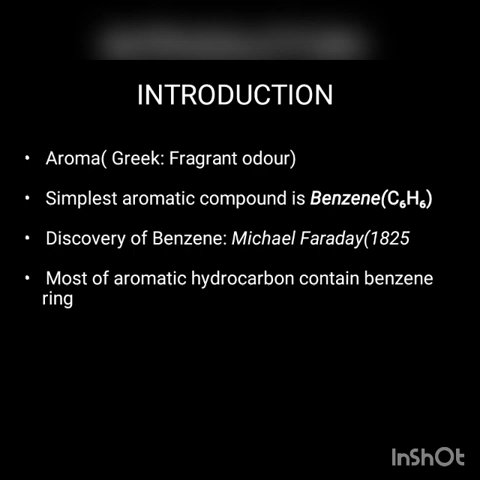 INTRODUCTION
• Aroma( Greek: Fragrant odour)
• Simplest aromatic compound is Benzene(C₆H₆)
• Discovery of Benzene: Michael Faraday(1825
• Most of aromatic hydrocarbon contain benzene
ring
InShOt